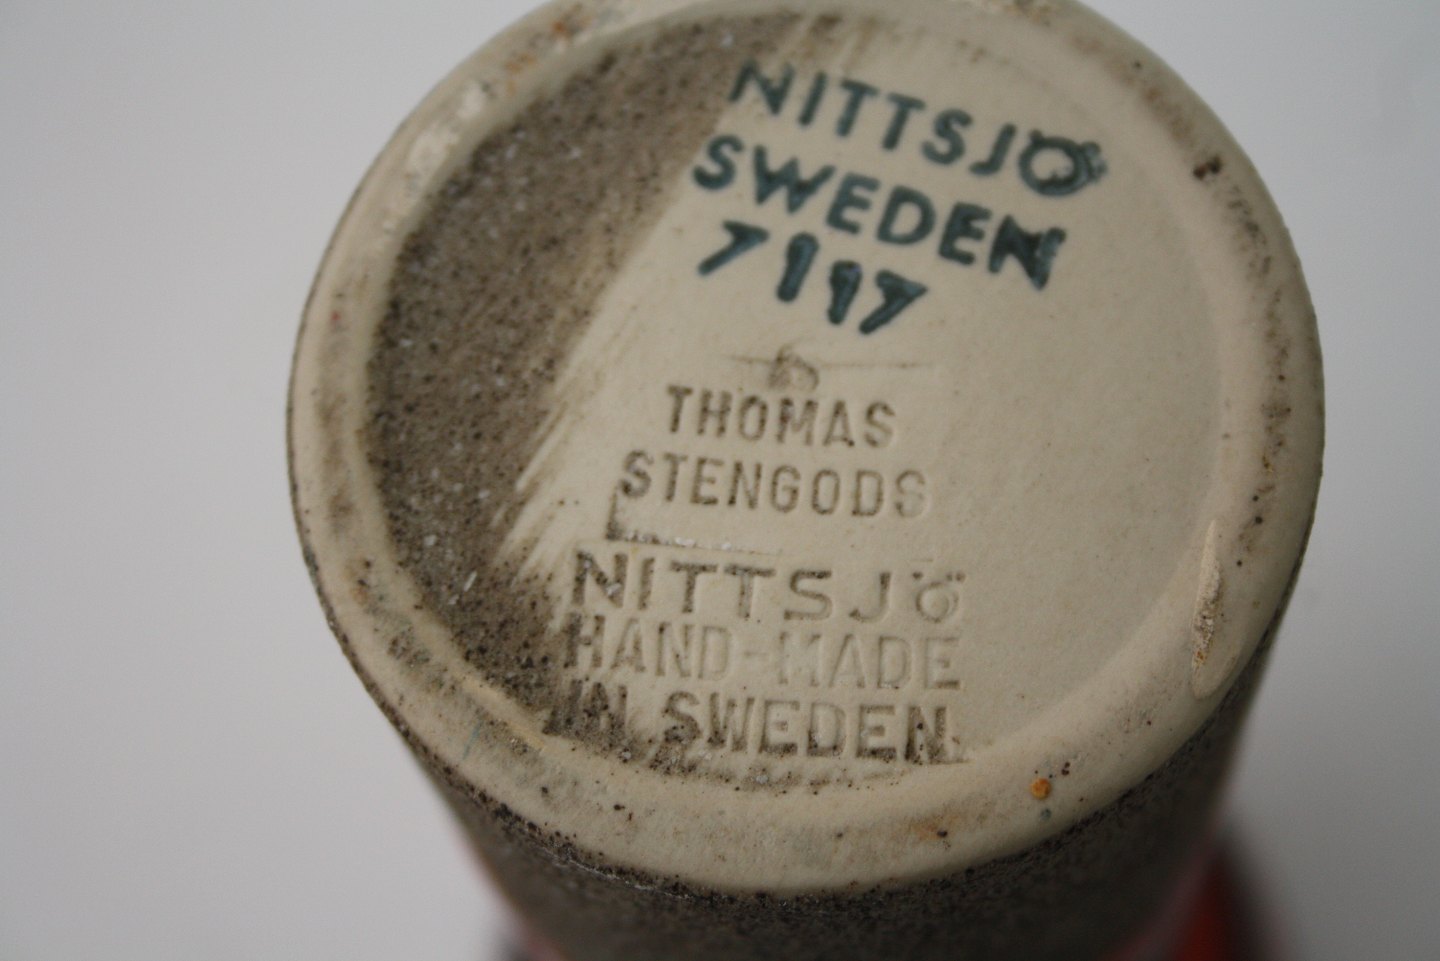 NITTSJÖ
SWEDEN
7117
THOMAS
STENGODS
NITTSJÖ
HAND-MADE
IN SWEDEN